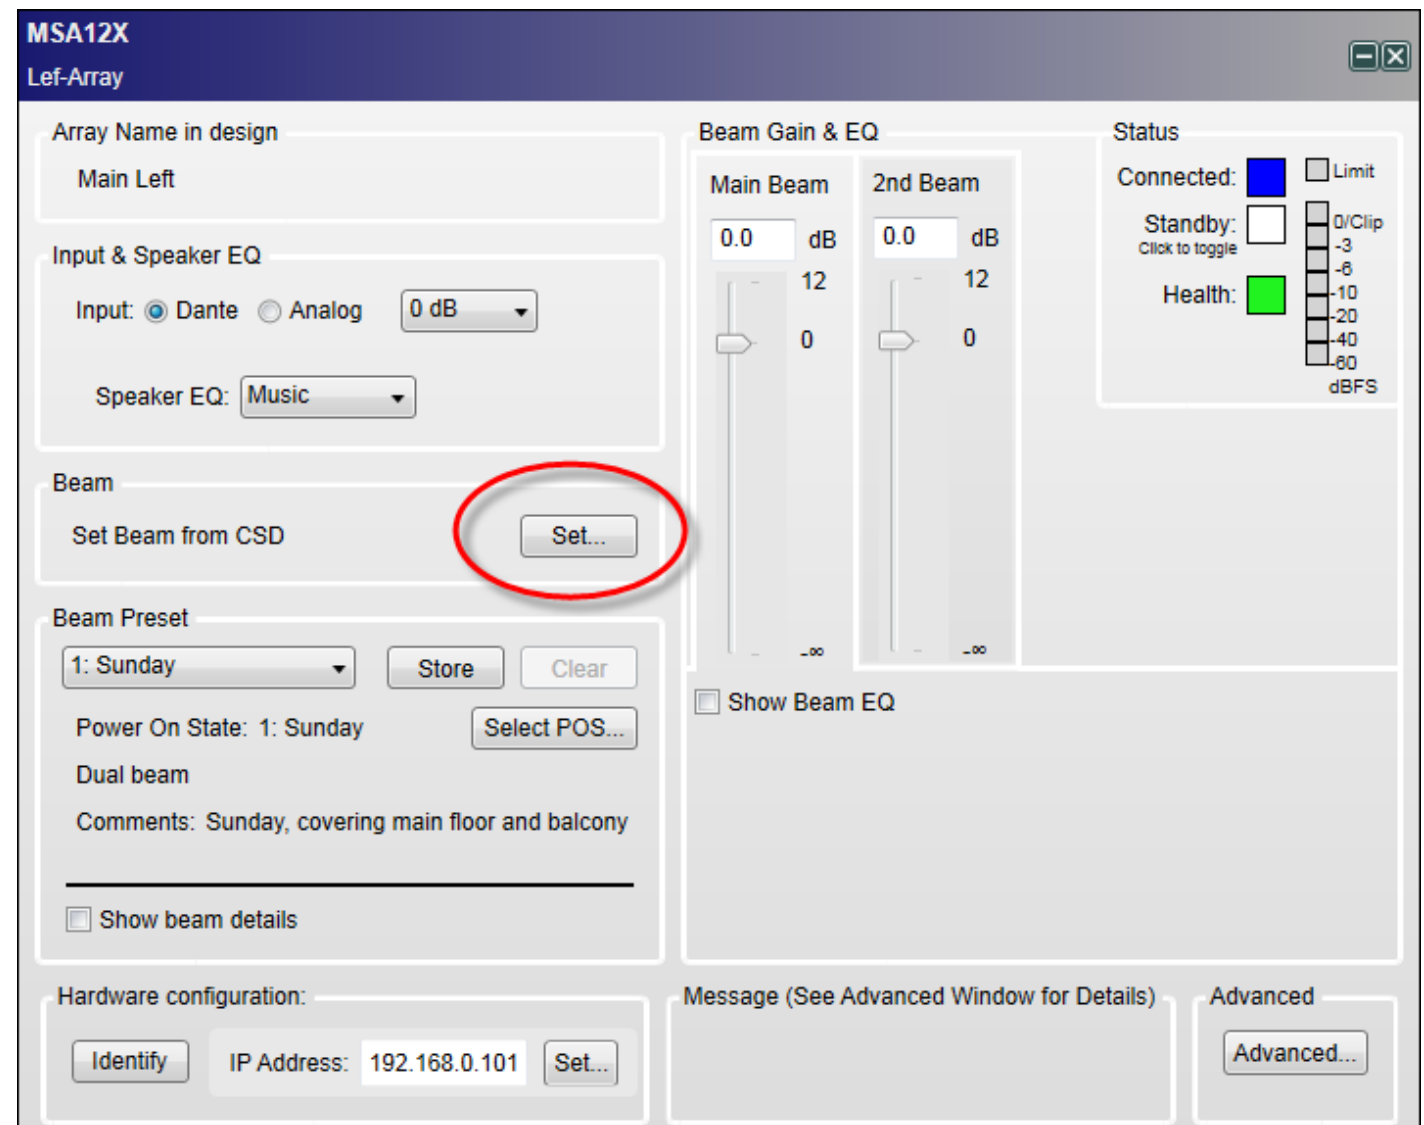 MSA12X
Lef-Array
Array Name in design
Main Left
Input & Speaker EQ
Input: Dante Analog 0 dB
Speaker EQ: Music
Beam
Set Beam from CSD Set...
Beam Preset
1: Sunday Store Clear
Power On State: 1: Sunday Select POS...
Dual beam
Comments: Sunday, covering main floor and balcony
Show beam details
Hardware configuration:
Identify IP Address: 192.168.0.101 Set...
Beam Gain & EQ
Main Beam 2nd Beam
0.0 dB 0.0 dB
12 12
0 0
-∞ -∞
Show Beam EQ
Status
Connected:
Standby:
Click to toggle
Health:
Limit
0/Clip
-3
-6
-10
-20
-40
-60
dBFS
Message (See Advanced Window for Details)
Advanced
Advanced...